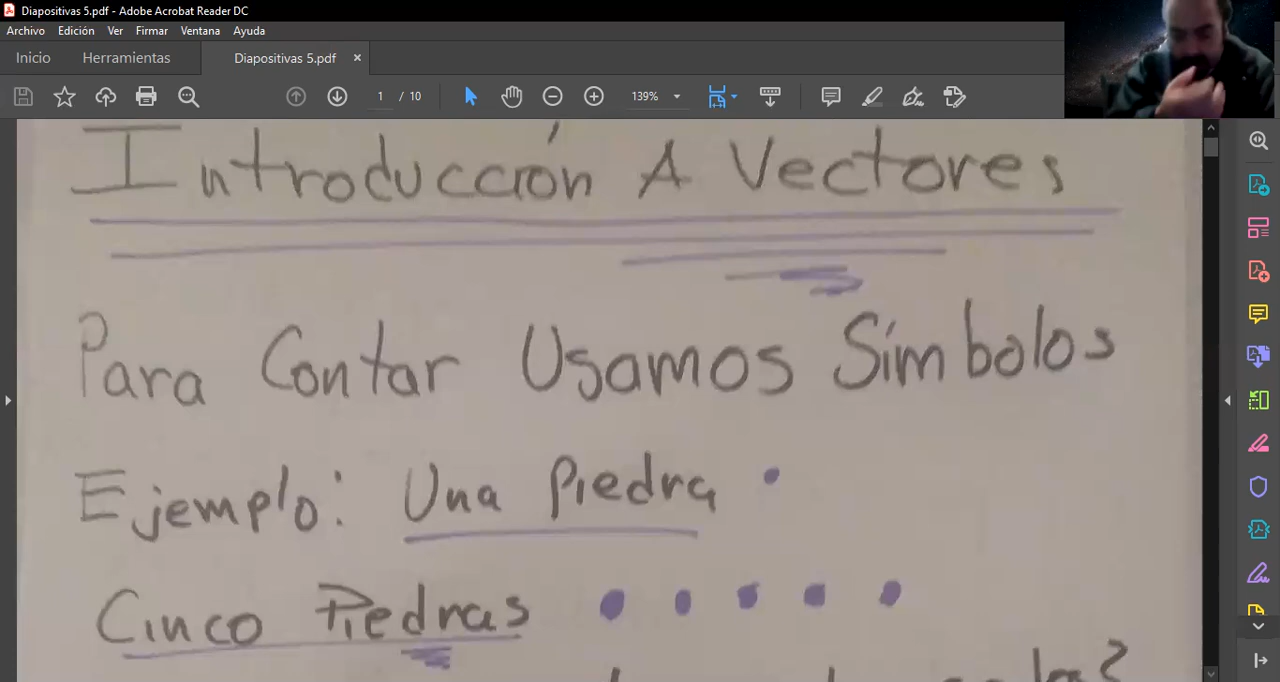 Diapositivas 5.pdf - Adobe Acrobat Reader DC
Archivo Edición Ver Firmar Ventana Ayuda
Inicio Herramientas Diapositivas 5.pdf ×
1 / 10 139%
Introducción A Vectores
Para Contar Usamos Símbolos
Ejemplo: Una Piedra
Cinco Piedras